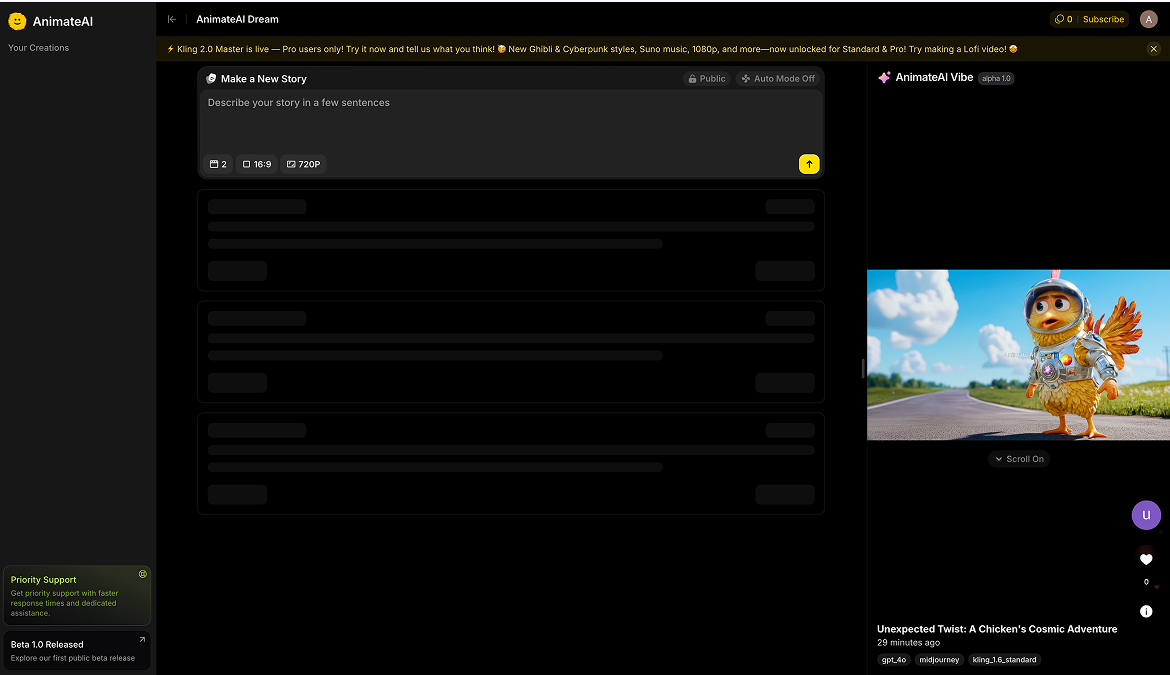 AnimateAI
Your Creations
AnimateAI Dream
0 Subscribe
A
⚡ Kling 2.0 Master is live — Pro users only! Try it now and tell us what you think! 🤯 New Ghibli & Cyberpunk styles, Suno music, 1080p, and more—now unlocked for Standard & Pro! Try making a Lofi video! 🤩
Make a New Story
Public
Auto Mode Off
Describe your story in a few sentences
2
16:9
720P
AnimateAI Vibe alpha 1.0
Scroll On
u
0
Unexpected Twist: A Chicken's Cosmic Adventure
29 minutes ago
gpt_4o midjourney kling_1.6_standard
Priority Support
Get priority support with faster
response times and dedicated
assistance.
Beta 1.0 Released
Explore our first public beta release